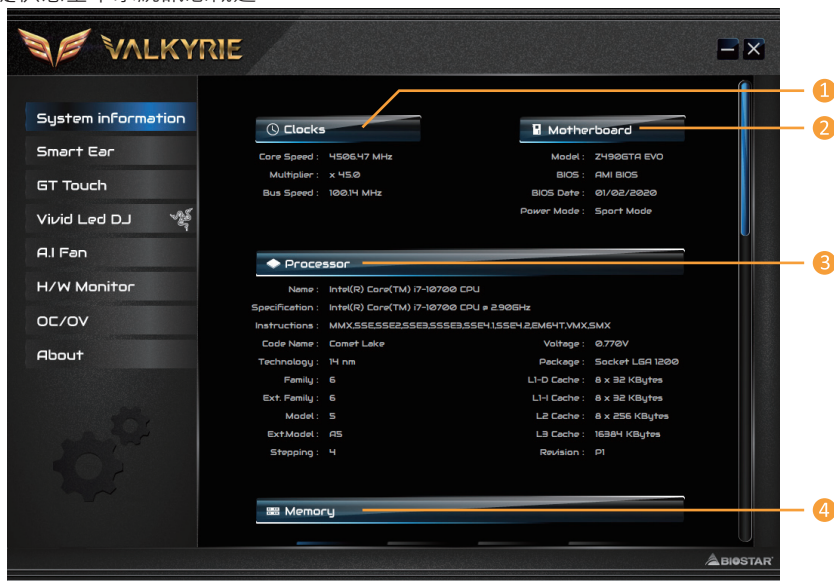 VALKYRIE
System information
Smart Ear
GT Touch
Vivid Led DJ
A.I Fan
H/W Monitor
OC/OV
About
Clocks
1
Core Speed : 4506.47 MHz
Multiplier : x 45.0
Bus Speed : 100.14 MHz
Motherboard
2
Model : Z490GTA EVO
BIOS : AMI BIOS
BIOS Date : 01/02/2020
Power Mode : Sport Mode
Processor
3
Name : Intel(R) Core(TM) i7-10700 CPU
Specification : Intel(R) Core(TM) i7-10700 CPU @ 2.90GHz
Instructions : MMX,SSE,SSE2,SSE3,SSSE3,SSE4.1,SSE4.2,EM64T,VMX,SMX
Code Name : Comet Lake
Technology : 14 nm
Family : 6
Ext. Family : 6
Model : 5
Ext.Model : A5
Stepping : 4
Voltage : 0.770V
Package : Socket LGA 1200
L1-D Cache : 8 x 32 KBytes
L1-I Cache : 8 x 32 KBytes
L2 Cache : 8 x 256 KBytes
L3 Cache : 16384 KBytes
Revision : P1
Memory
4
BIOSTAR